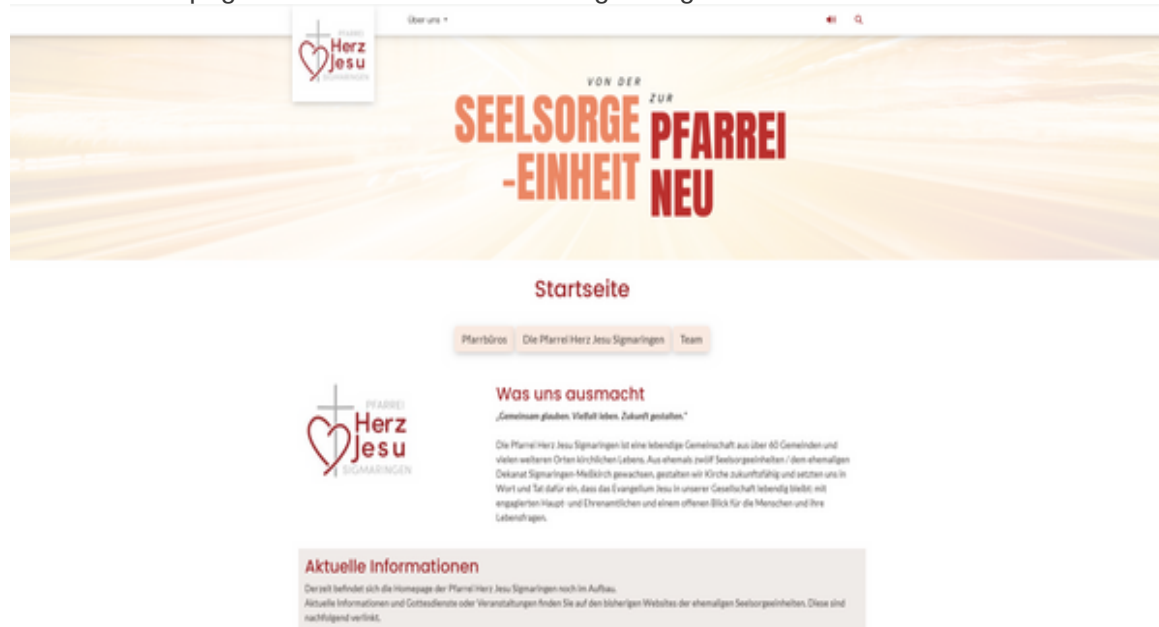 Über uns
PFARREI
Herz
Jesu
SIGMARINGEN
VON DER
ZUR
SEELSORGE
-EINHEIT
PFARREI
NEU
Startseite
Pfarrbüros Die Pfarrei Herz Jesu Sigmaringen Team
PFARREI
Herz
Jesu
SIGMARINGEN
Was uns ausmacht
„Gemeinsam glauben. Vielfalt leben. Zukunft gestalten."
Die Pfarrei Herz Jesu Sigmaringen ist eine lebendige Gemeinschaft aus über 60 Gemeinden und
vielen weiteren Orten kirchlichen Lebens. Aus ehemals zwölf Seelsorgeeinheiten / dem ehemaligen
Dekanat Sigmaringen-Meßkirch gewachsen, gestalten wir Kirche zukunftsfähig und setzten uns in
Wort und Tat dafür ein, dass das Evangelium Jesu in unserer Gesellschaft lebendig bleibt: mit
engagierten Haupt- und Ehrenamtlichen und einem offenen Blick für die Menschen und ihre
Lebensfragen.
Aktuelle Informationen
Derzeit befindet sich die Homepage der Pfarrei Herz Jesu Sigmaringen noch im Aufbau.
Aktuelle Informationen und Gottesdienste oder Veranstaltungen finden Sie auf den bisherigen Websites der ehemaligen Seelsorgeeinheiten. Diese sind
nachfolgend verlinkt.